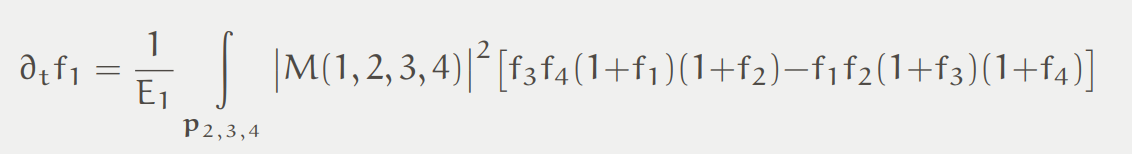 ∂ₜf₁ = 1/E₁ ∫_{p₂,₃,₄} |M(1,2,3,4)|² [f₃f₄(1+f₁)(1+f₂)−f₁f₂(1+f₃)(1+f₄)]